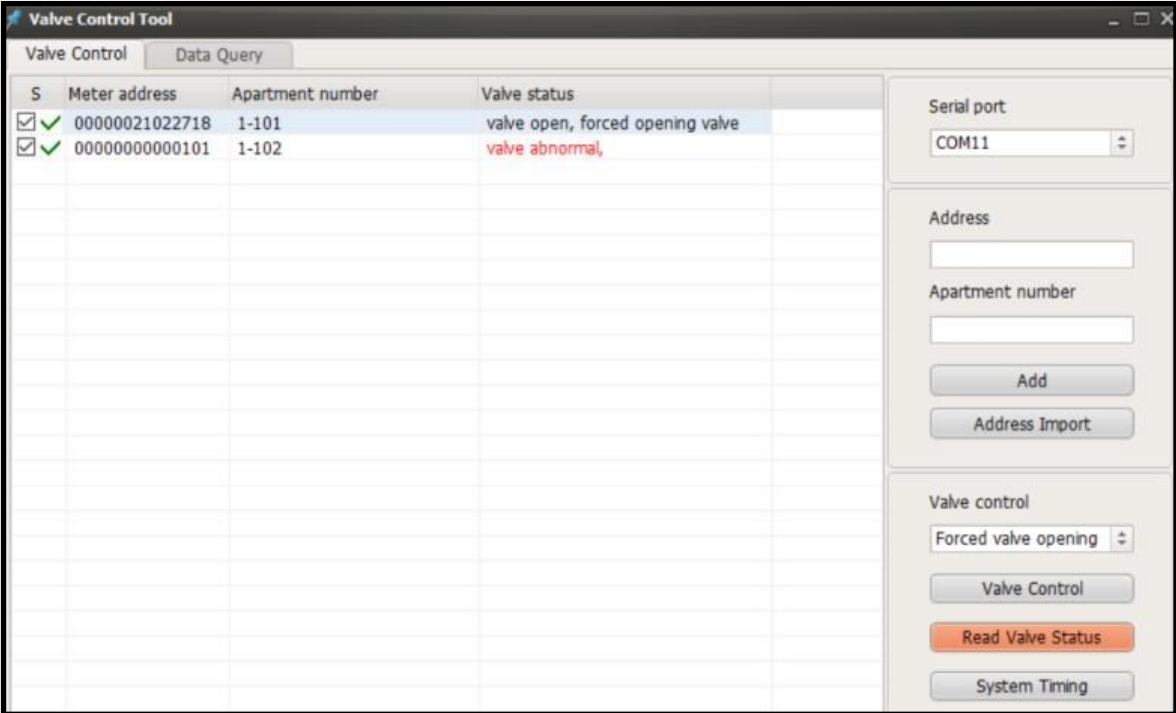 Valve Control Tool
Valve Control Data Query
S Meter address Apartment number Valve status
00000021022718 1-101 valve open, forced opening valve
00000000000101 1-102 valve abnormal,
Serial port
COM11
Address
Apartment number
Add
Address Import
Valve control
Forced valve opening
Valve Control
Read Valve Status
System Timing